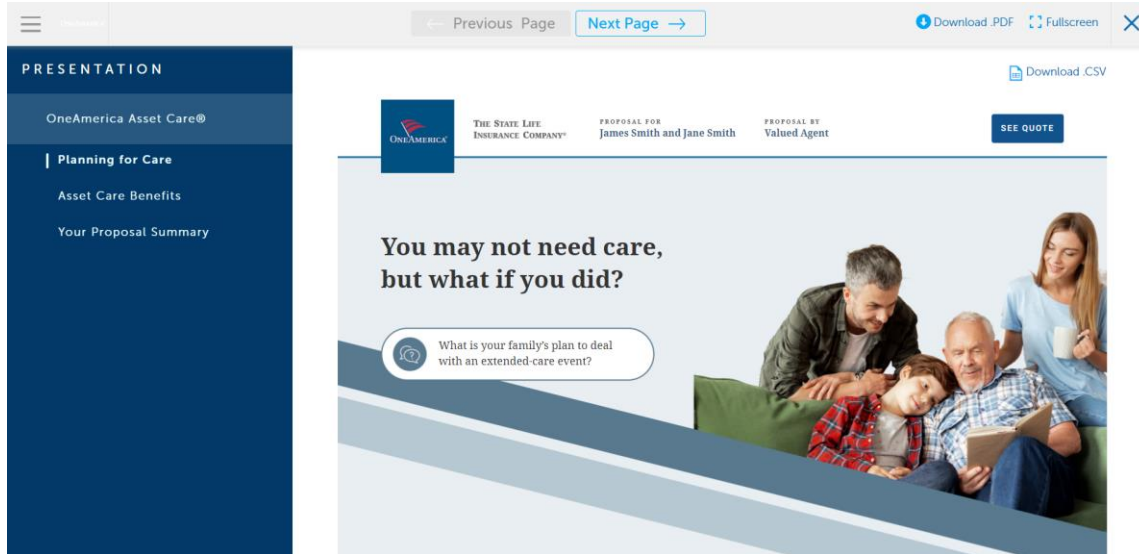 ← Previous Page
Next Page →
Download .PDF
Fullscreen
PRESENTATION
OneAmerica Asset Care®
Planning for Care
Asset Care Benefits
Your Proposal Summary
Download .CSV
ONEAMERICA®
THE STATE LIFE
INSURANCE COMPANY®
PROPOSAL FOR
James Smith and Jane Smith
PROPOSAL BY
Valued Agent
SEE QUOTE
You may not need care,
but what if you did?
What is your family's plan to deal
with an extended-care event?